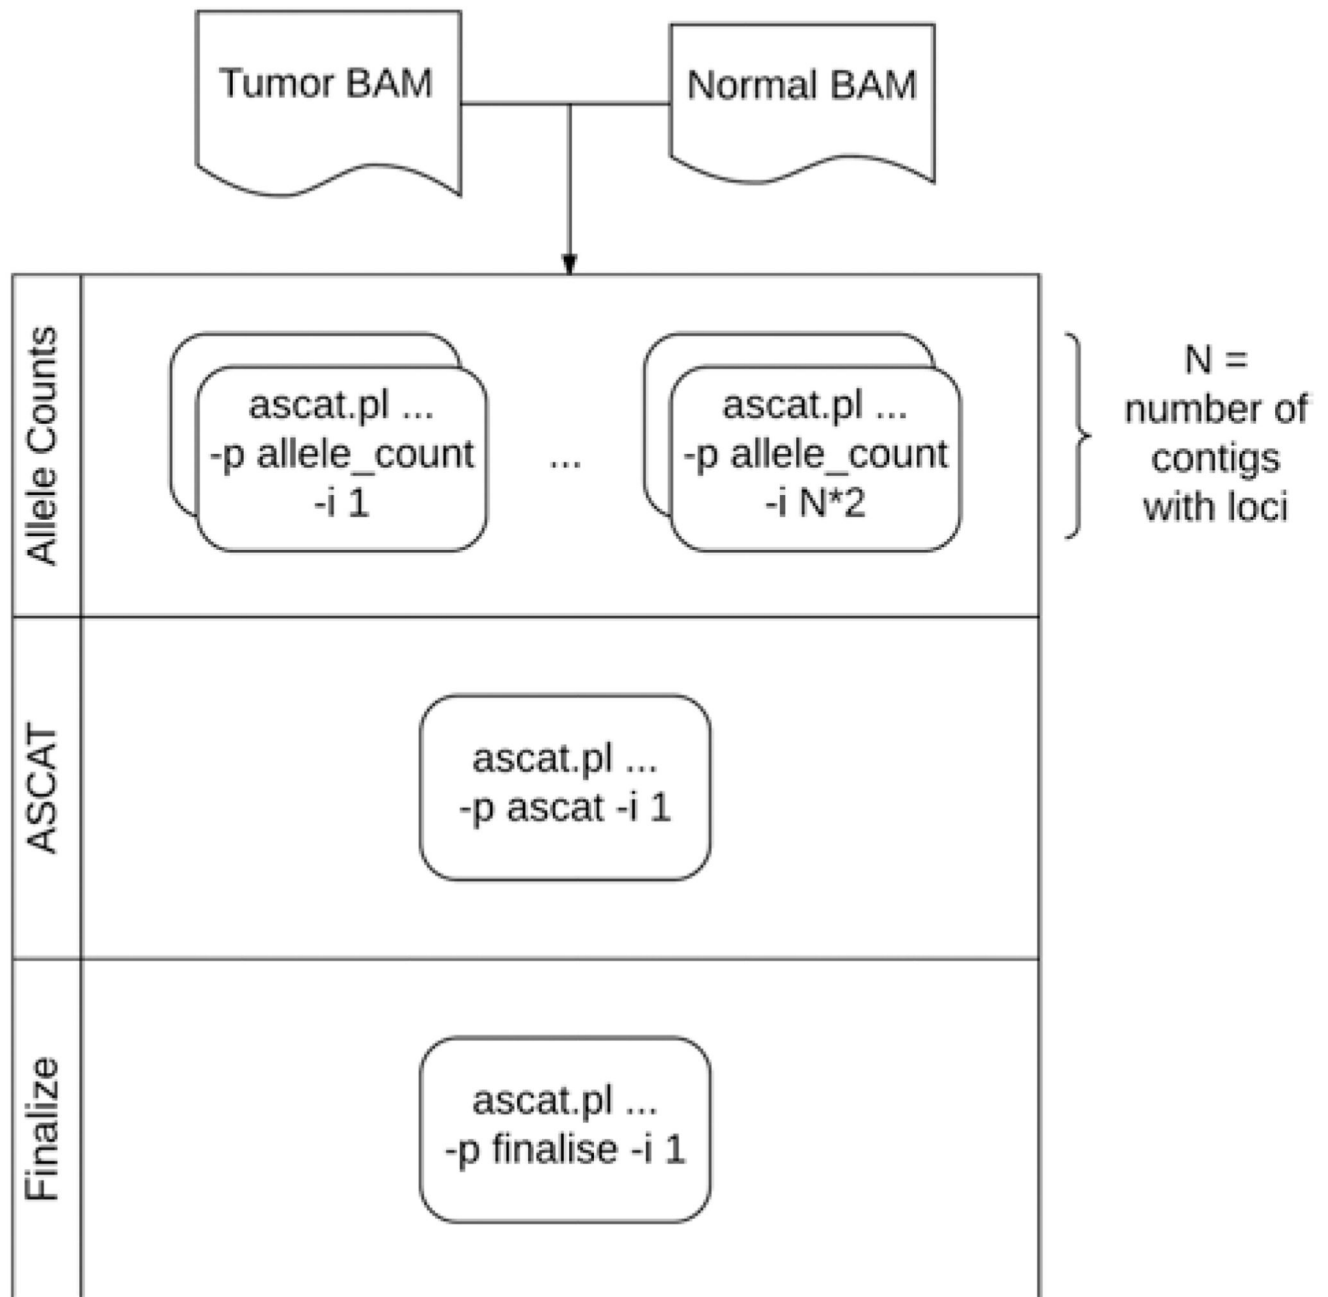 Tumor BAM
Normal BAM
Allele Counts
ascat.pl ...
-p allele_count
-i 1
...
ascat.pl ...
-p allele_count
-i N*2
N =
number of
contigs
with loci
ASCAT
ascat.pl ...
-p ascat -i 1
Finalize
ascat.pl ...
-p finalise -i 1